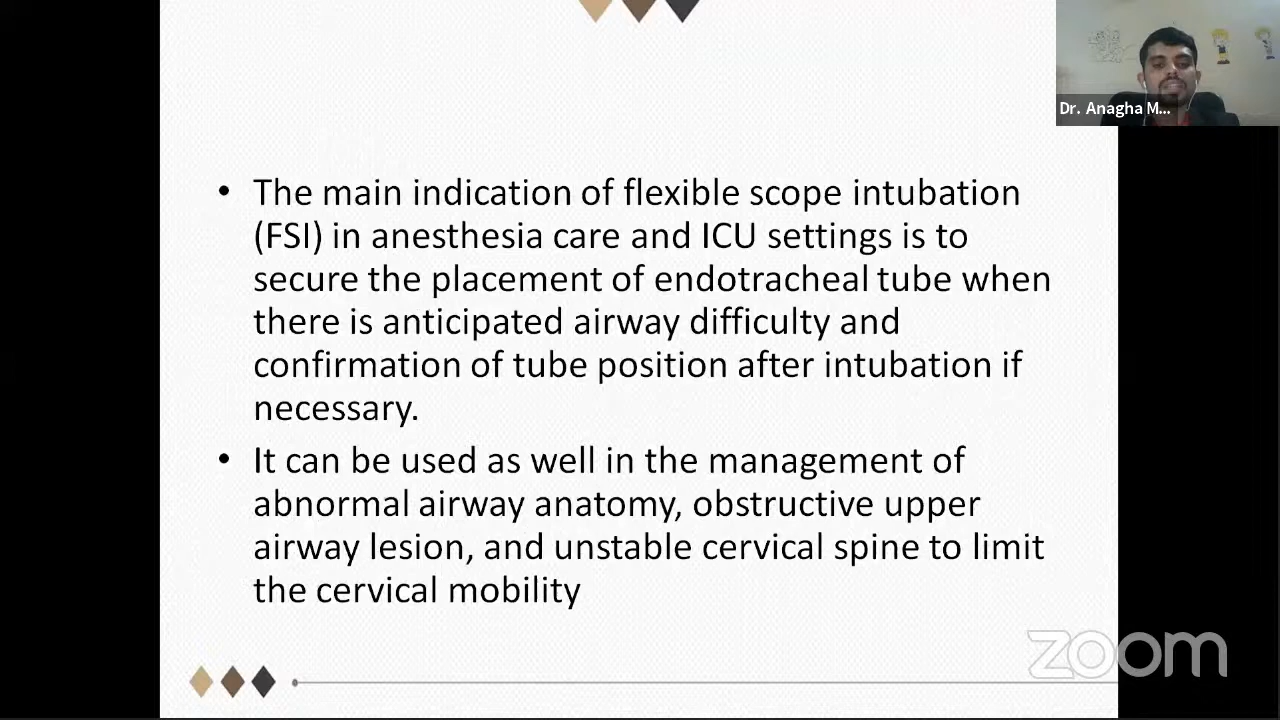 Dr. Anagha M...
• The main indication of flexible scope intubation
(FSI) in anesthesia care and ICU settings is to
secure the placement of endotracheal tube when
there is anticipated airway difficulty and
confirmation of tube position after intubation if
necessary.
• It can be used as well in the management of
abnormal airway anatomy, obstructive upper
airway lesion, and unstable cervical spine to limit
the cervical mobility
zoom